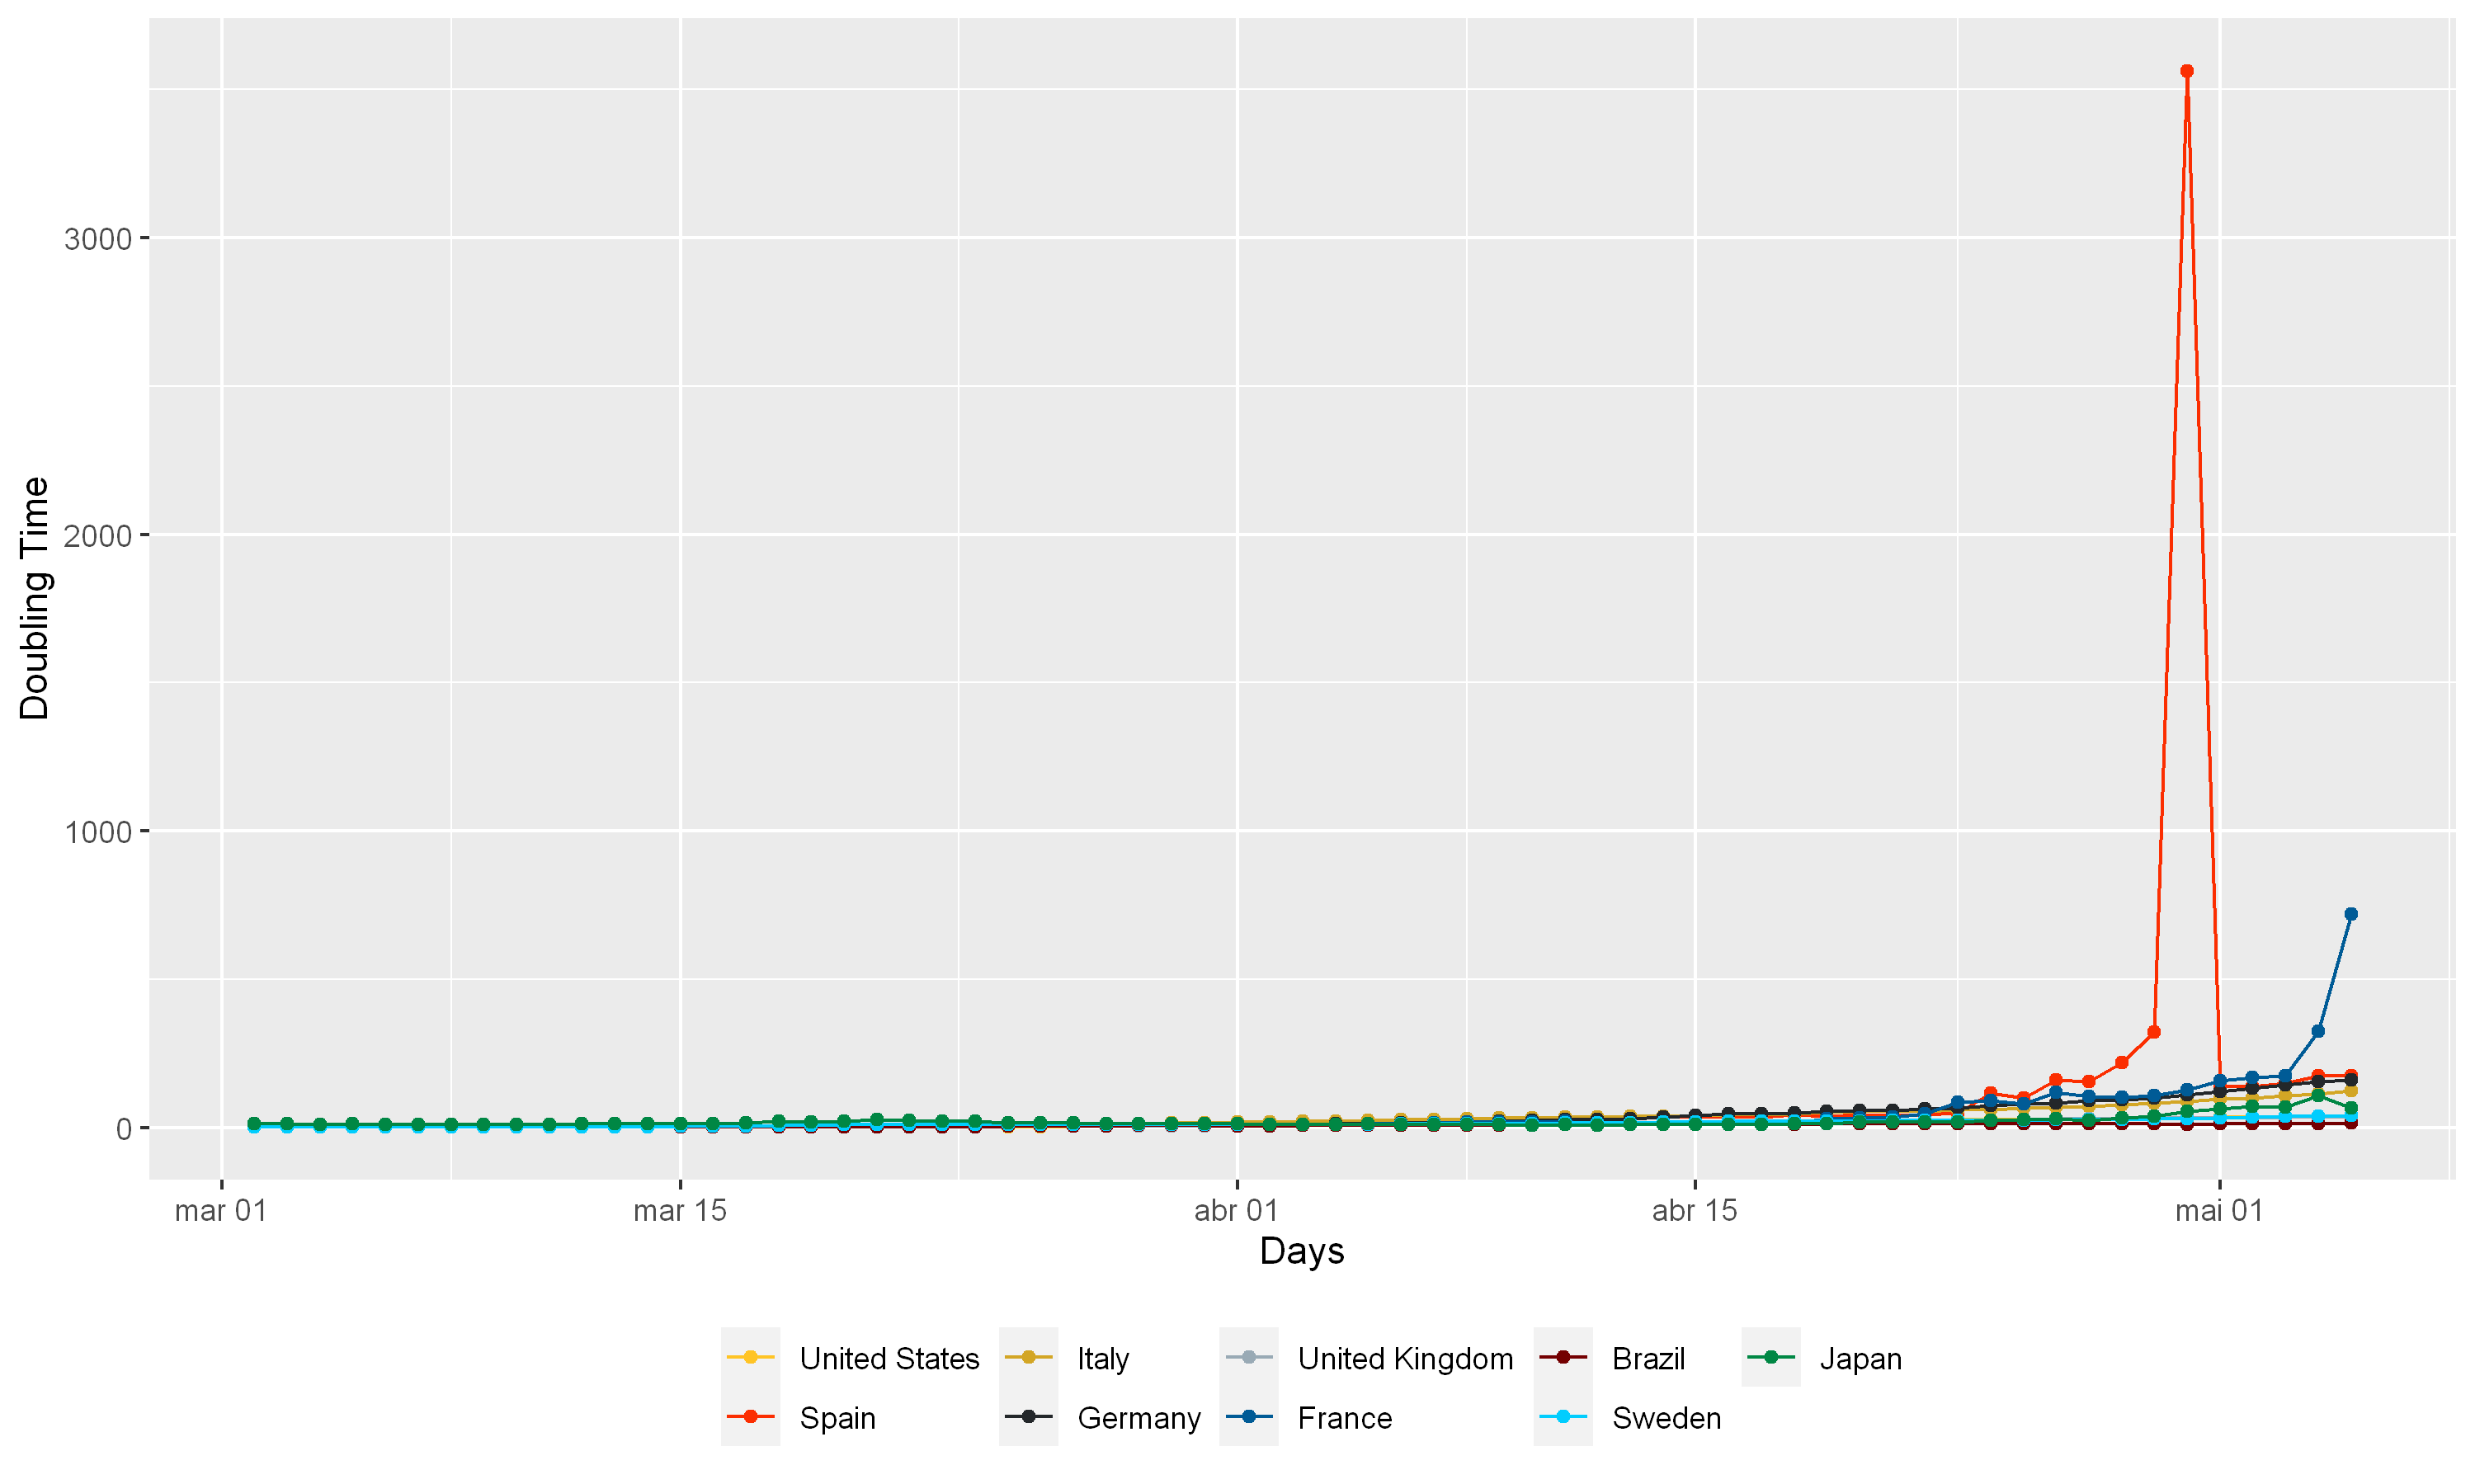 Doubling Time
3000
2000
1000
0
mar 01 mar 15 abr 01 abr 15 mai 01
Days
United States Italy United Kingdom Brazil Japan
Spain Germany France Sweden